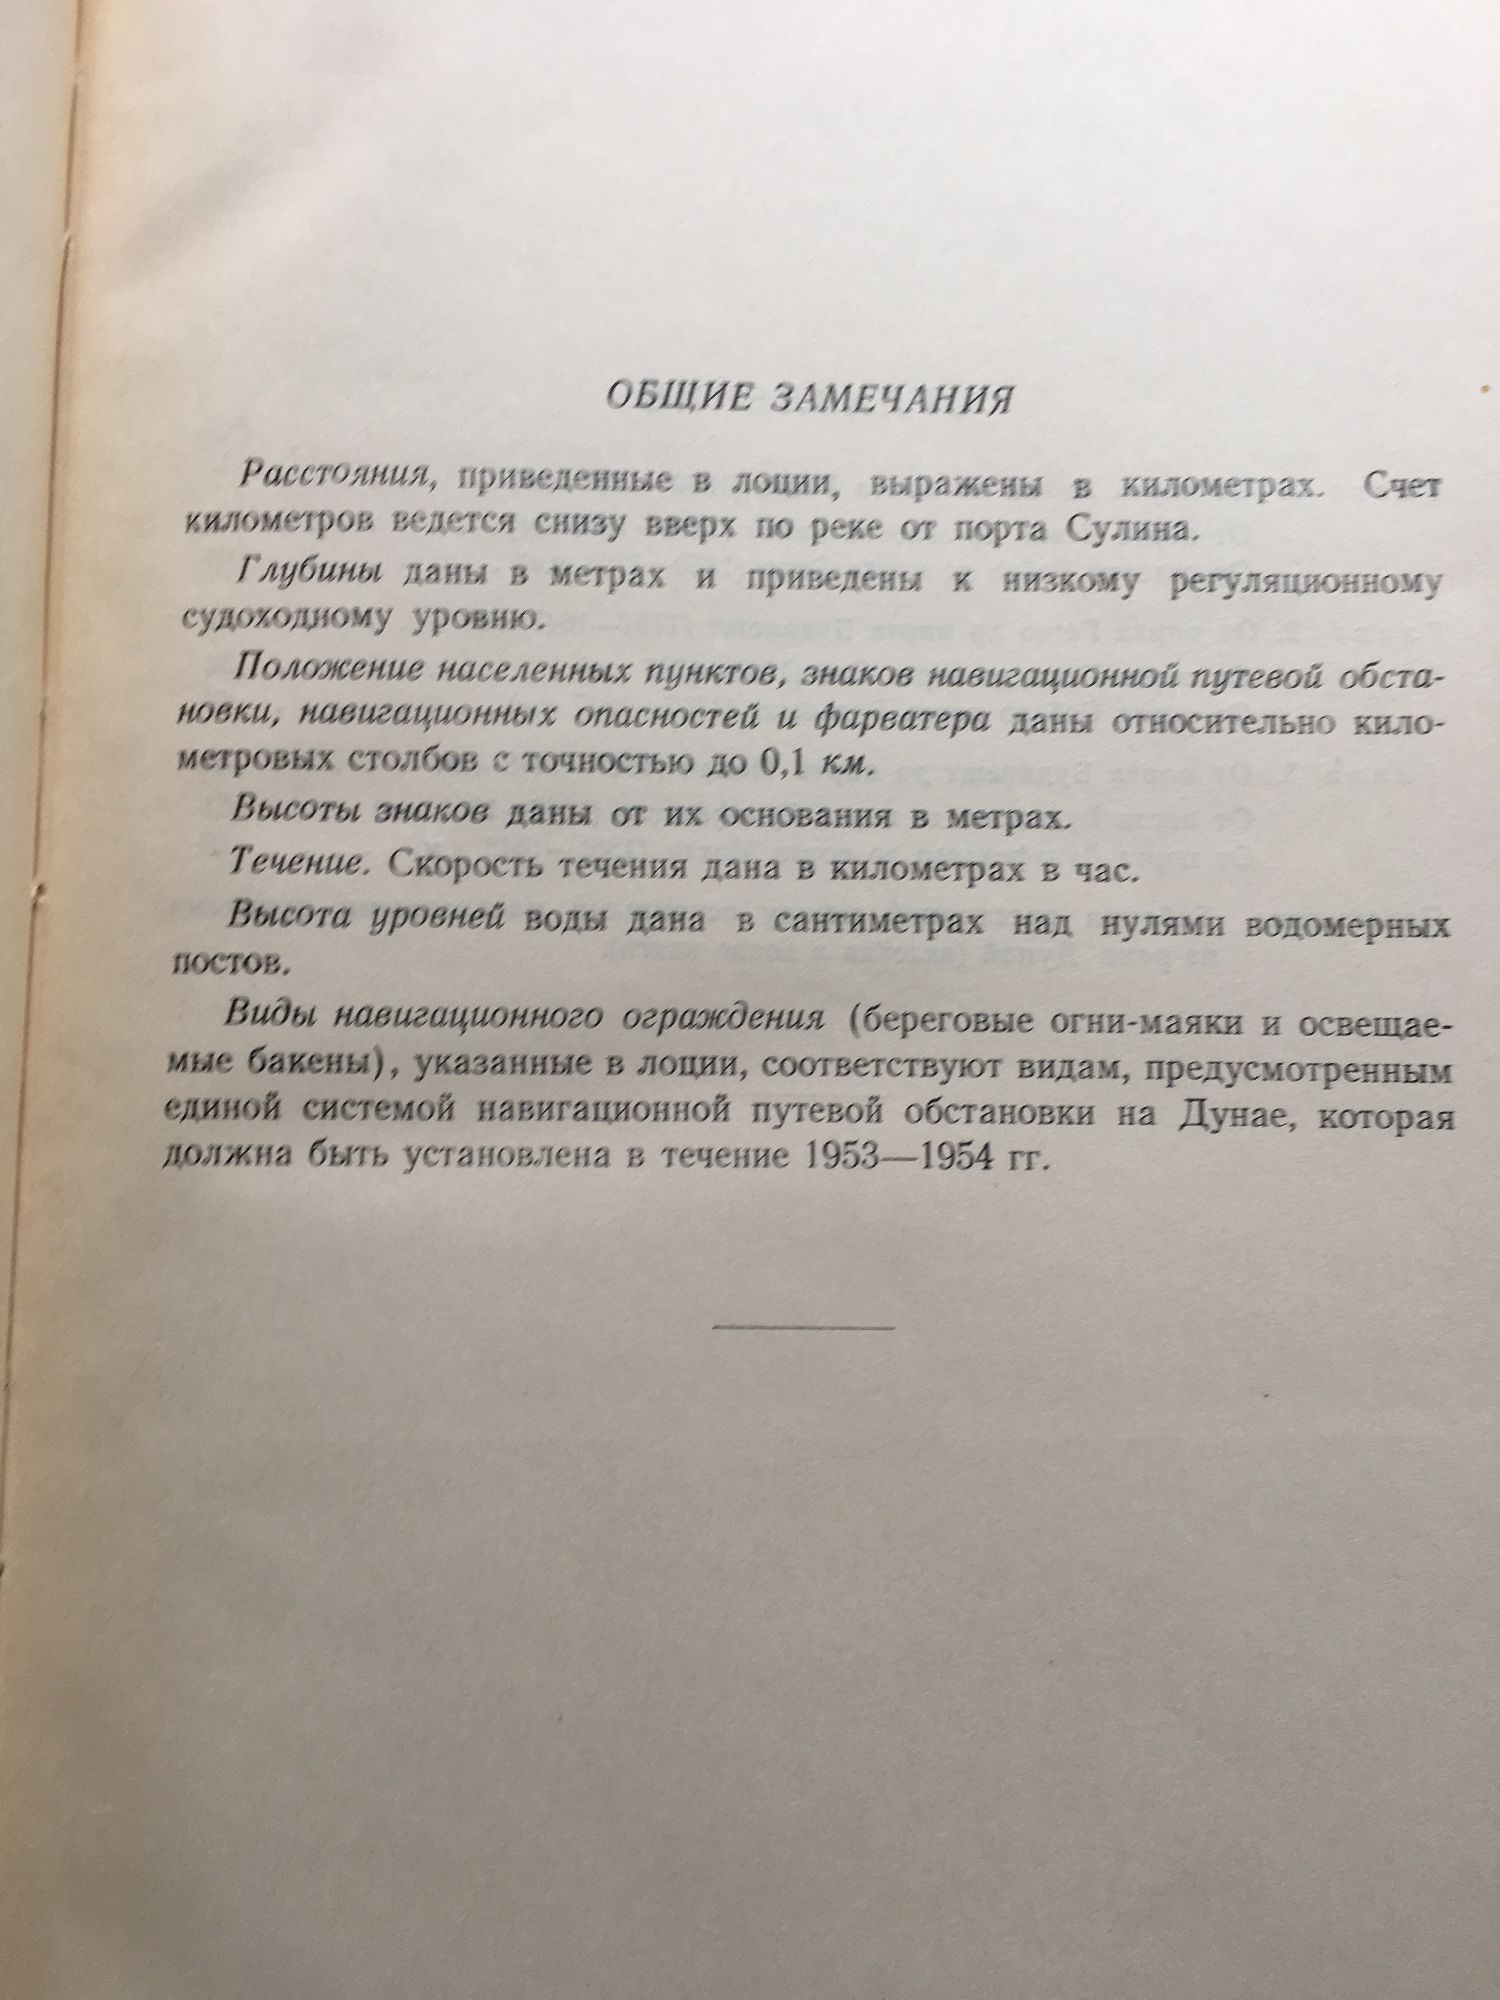 ОБЩИЕ ЗАМЕЧАНИЯ
Расстояния, приведенные в лоции, выражены в километрах. Счет
километров ведется снизу вверх по реке от порта Сулина.
Глубины даны в метрах и приведены к низкому регуляционному
судоходному уровню.
Положение населенных пунктов, знаков навигационной путевой обста-
новки, навигационных опасностей и фарватера даны относительно кило-
метровых столбов с точностью до 0,1 км.
Высоты знаков даны от их основания в метрах.
Течение. Скорость течения дана в километрах в час.
Высота уровней воды дана в сантиметрах над нулями водомерных
постов.
Виды навигационного ограждения (береговые огни-маяки и освещае-
мые бакены), указанные в лоции, соответствуют видам, предусмотренным
единой системой навигационной путевой обстановки на Дунае, которая
должна быть установлена в течение 1953—1954 гг.